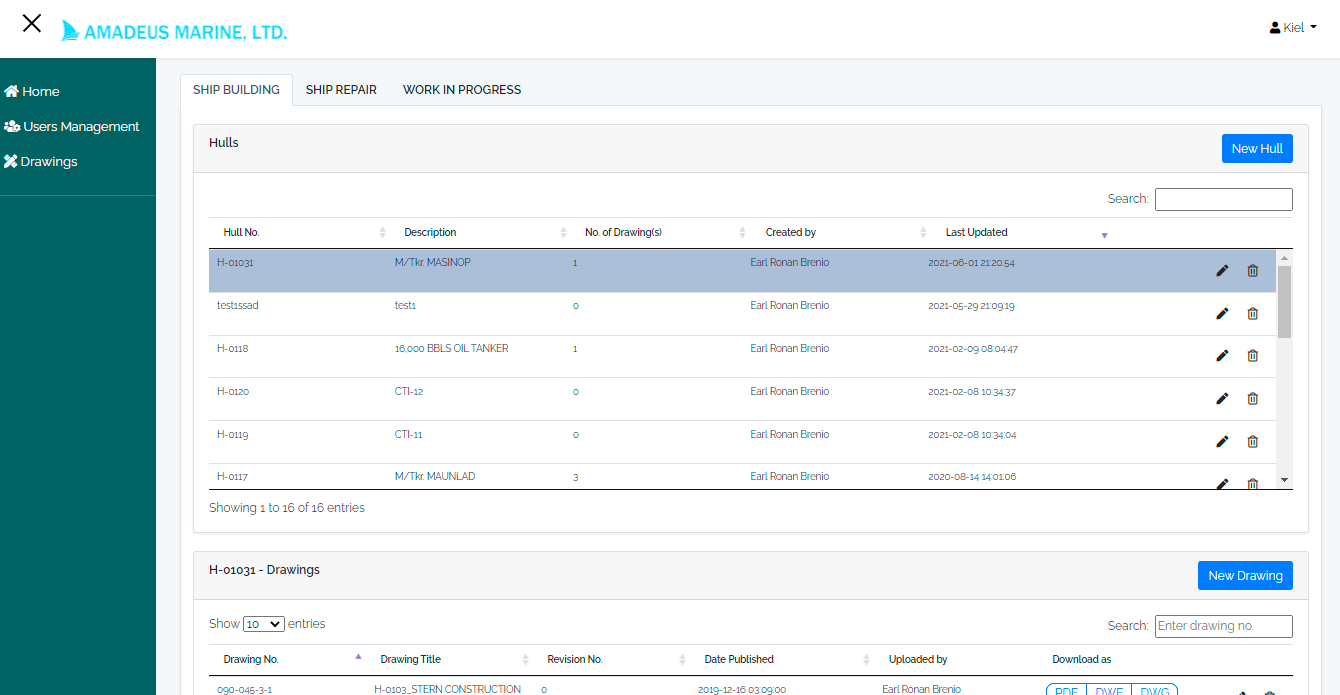 AMADEUS MARINE, LTD.
Kiel
Home
Users Management
Drawings
SHIP BUILDING SHIP REPAIR WORK IN PROGRESS
Hulls
New Hull
Search:
Hull No. Description No. of Drawing(s) Created by Last Updated
H-01031 M/Tkr. MASINOP 1 Earl Ronan Brenio 2021-06-01 21:20:54
test1ssad test1 0 Earl Ronan Brenio 2021-05-29 21:09:19
H-0118 16,000 BBLS OIL TANKER 1 Earl Ronan Brenio 2021-02-09 08:04:47
H-0120 CTI-12 0 Earl Ronan Brenio 2021-02-08 10:34:37
H-0119 CTI-11 0 Earl Ronan Brenio 2021-02-08 10:34:04
H-0117 M/Tkr. MAUNLAD 3 Earl Ronan Brenio 2020-08-14 14:01:06
Showing 1 to 16 of 16 entries
H-01031 - Drawings
New Drawing
Show 10 entries
Search: Enter drawing no.
Drawing No. Drawing Title Revision No. Date Published Uploaded by Download as
090-045-3-1 H-0103_STERN CONSTRUCTION 0 2019-12-16 03:09:00 Earl Ronan Brenio PDF DWF DWG